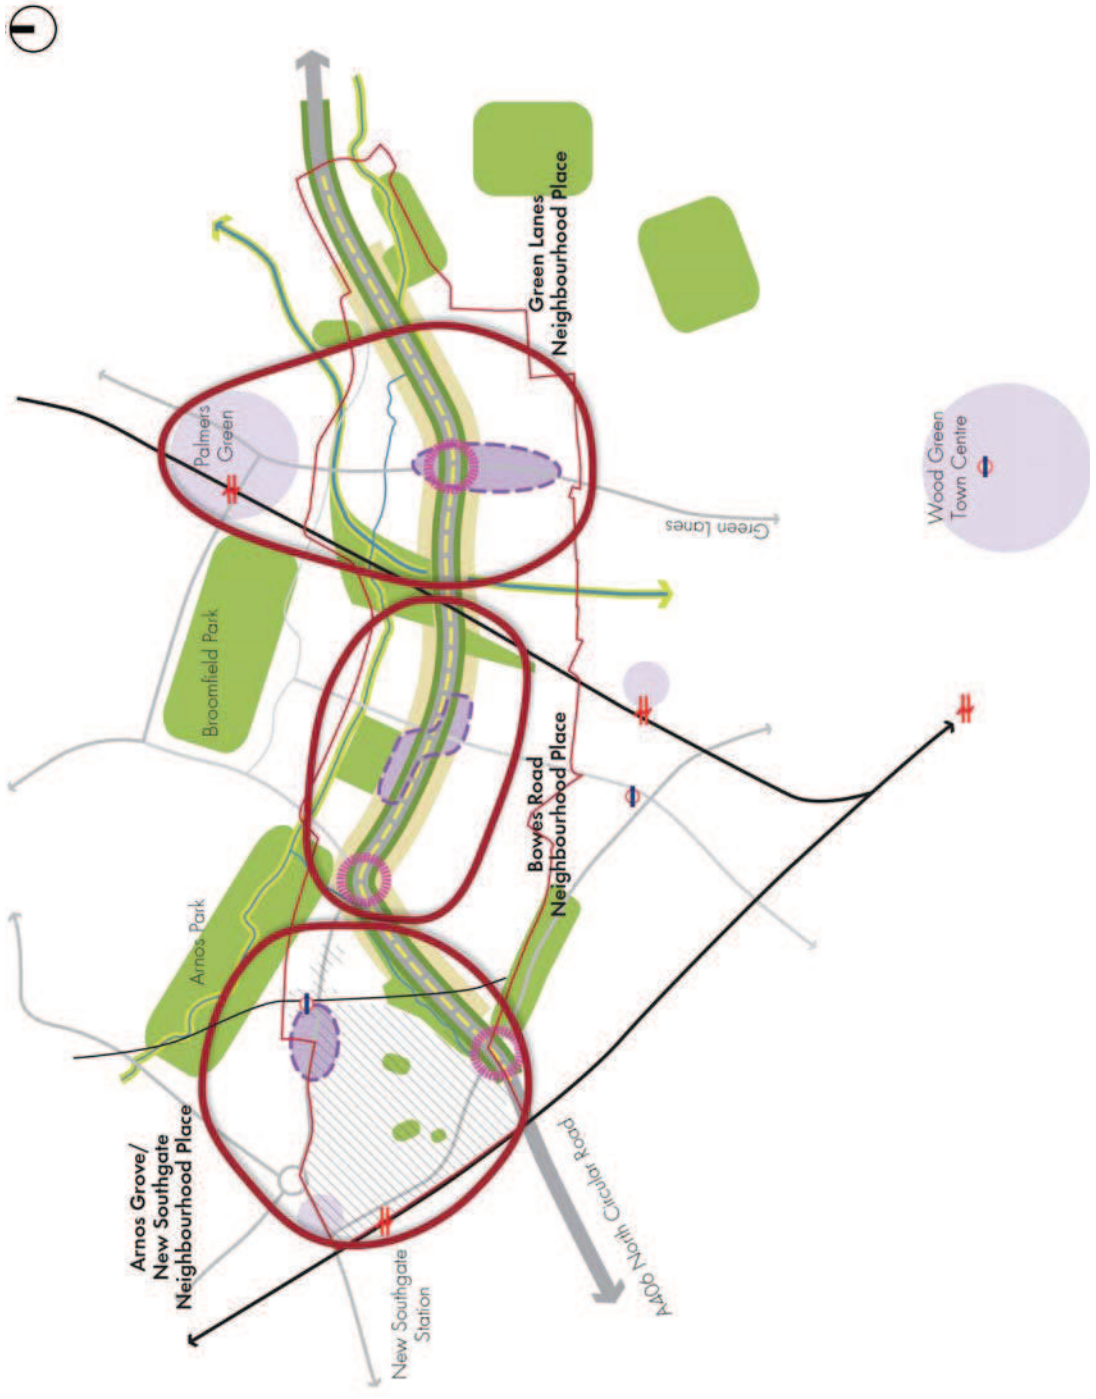 Arnos Grove/
New Southgate
Neighbourhood Place
New Southgate
Station
Arnos Park
A406 North Circular Road
Broomfield Park
Bowes Road
Neighbourhood Place
Palmers
Green
Green Lanes
Green Lanes
Neighbourhood Place
Wood Green
Town Centre